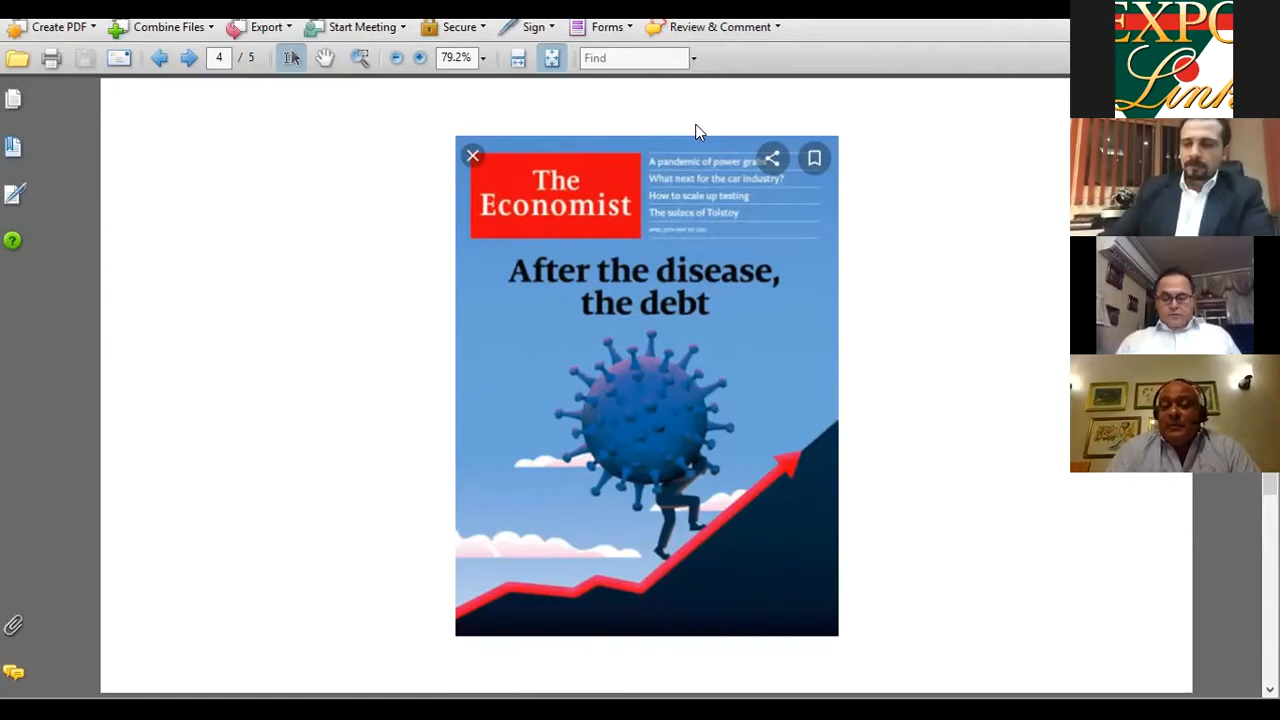 Create PDF
Combine Files
Export
Start Meeting
Secure
Sign
Forms
Review & Comment
4 / 5
79.2%
Find
EXPO
Link
The
Economist
A pandemic of power grabs
What next for the car industry?
How to scale up testing
The solace of Tolstoy
After the disease,
the debt